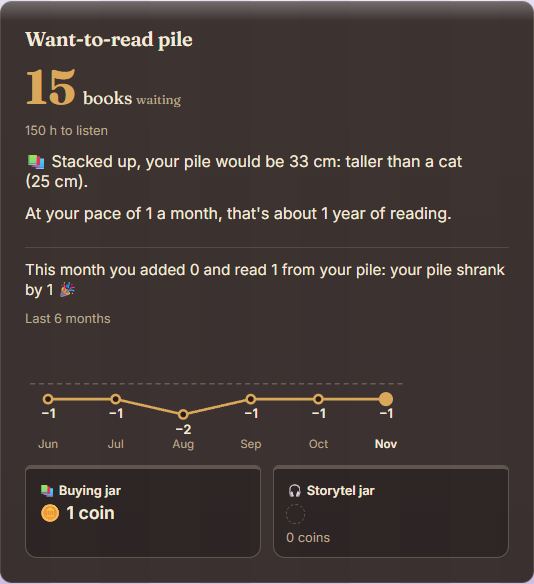 Want-to-read pile
15 books waiting
150 h to listen
📚 Stacked up, your pile would be 33 cm: taller than a cat
(25 cm).
At your pace of 1 a month, that's about 1 year of reading.
This month you added 0 and read 1 from your pile: your pile shrank
by 1 🎉
Last 6 months
−1 −1 −2 −1 −1 −1
Jun Jul Aug Sep Oct Nov
📚 Buying jar
1 coin
🎧 Storytel jar
0 coins